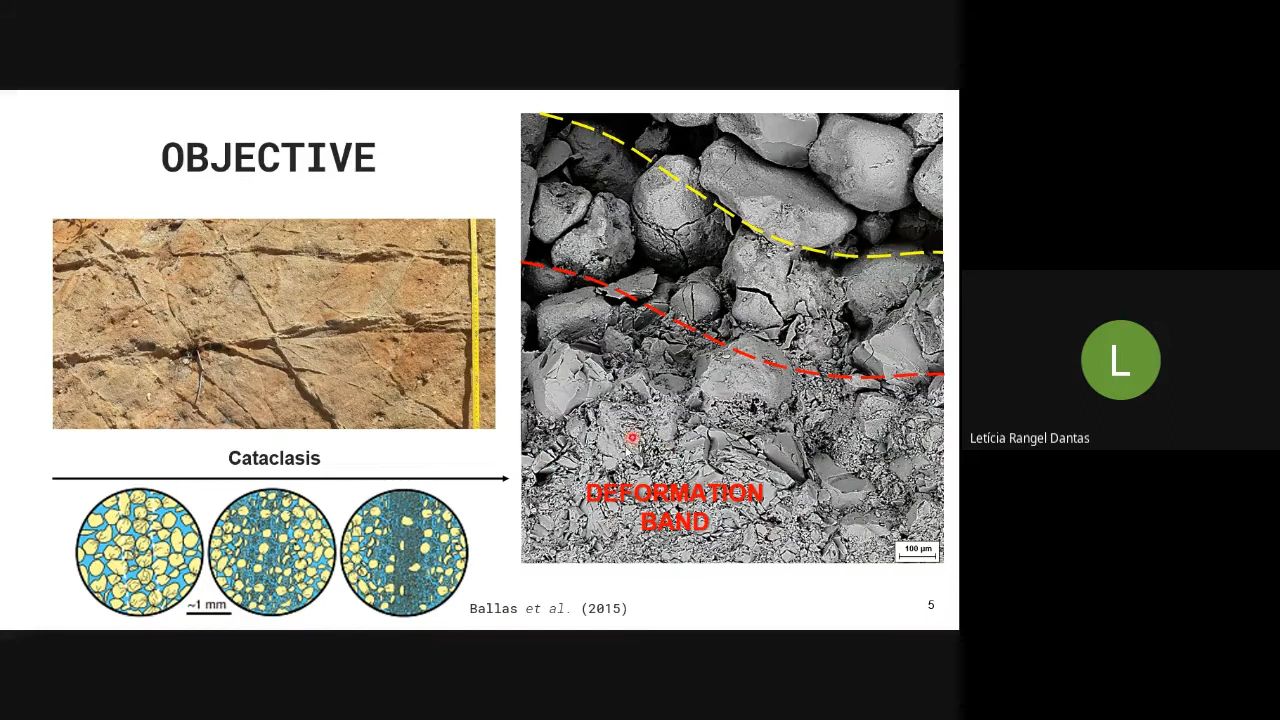 OBJECTIVE
Cataclasis
~1 mm
DEFORMATION
BAND
100 µm
Ballas et al. (2015)
5
L
Letícia Rangel Dantas